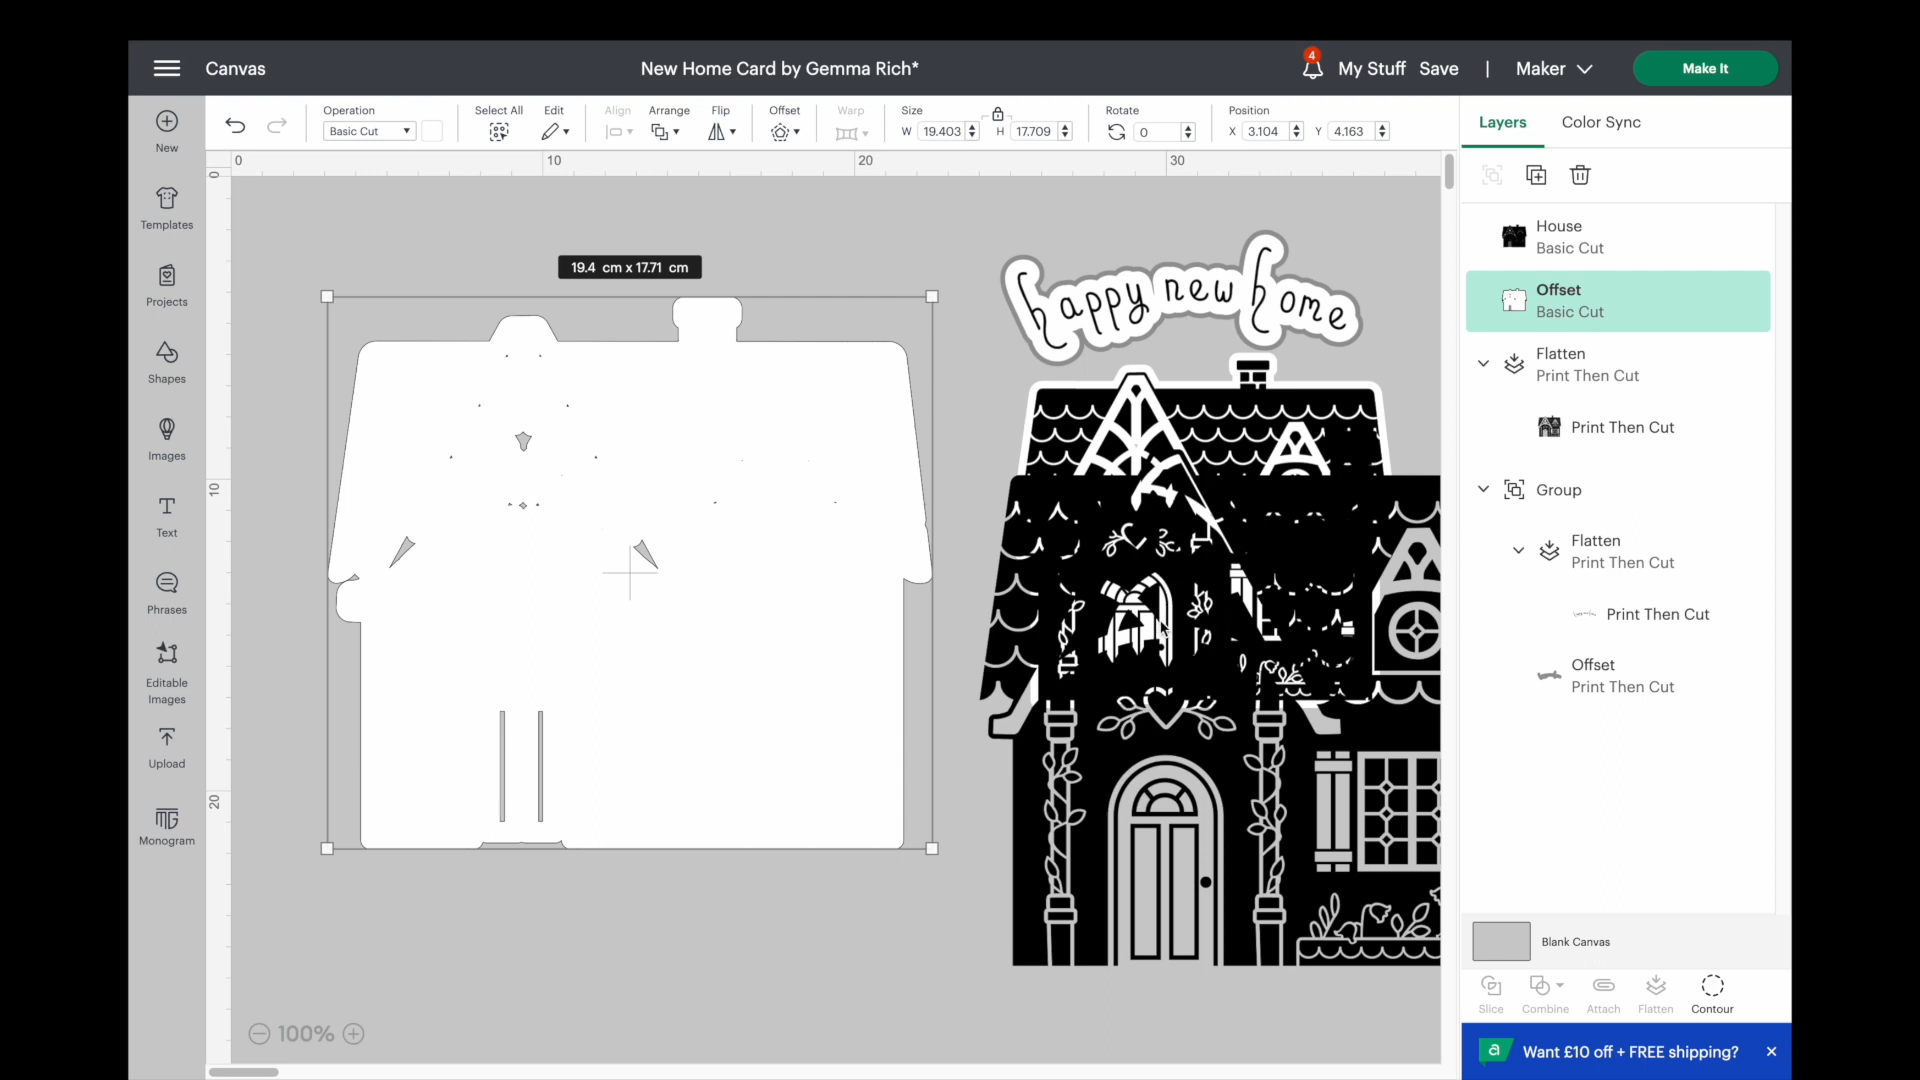 Canvas
New Home Card by Gemma Rich*
4
My Stuff
Save
|
Maker
Make It
New
Templates
Projects
Shapes
Images
Text
Phrases
Editable
Images
Upload
MG
Monogram
Operation
Basic Cut
Select All
Edit
Align
Arrange
Flip
Offset
Warp
Size
W 19.403
H 17.709
Rotate
0
Position
X 3.104
Y 4.163
0
10
20
30
0
10
20
19.4 cm x 17.71 cm
happy new home
100%
Layers
Color Sync
House
Basic Cut
Offset
Basic Cut
Flatten
Print Then Cut
Print Then Cut
Group
Flatten
Print Then Cut
Print Then Cut
Offset
Print Then Cut
Blank Canvas
Slice
Combine
Attach
Flatten
Contour
a
Want £10 off + FREE shipping?